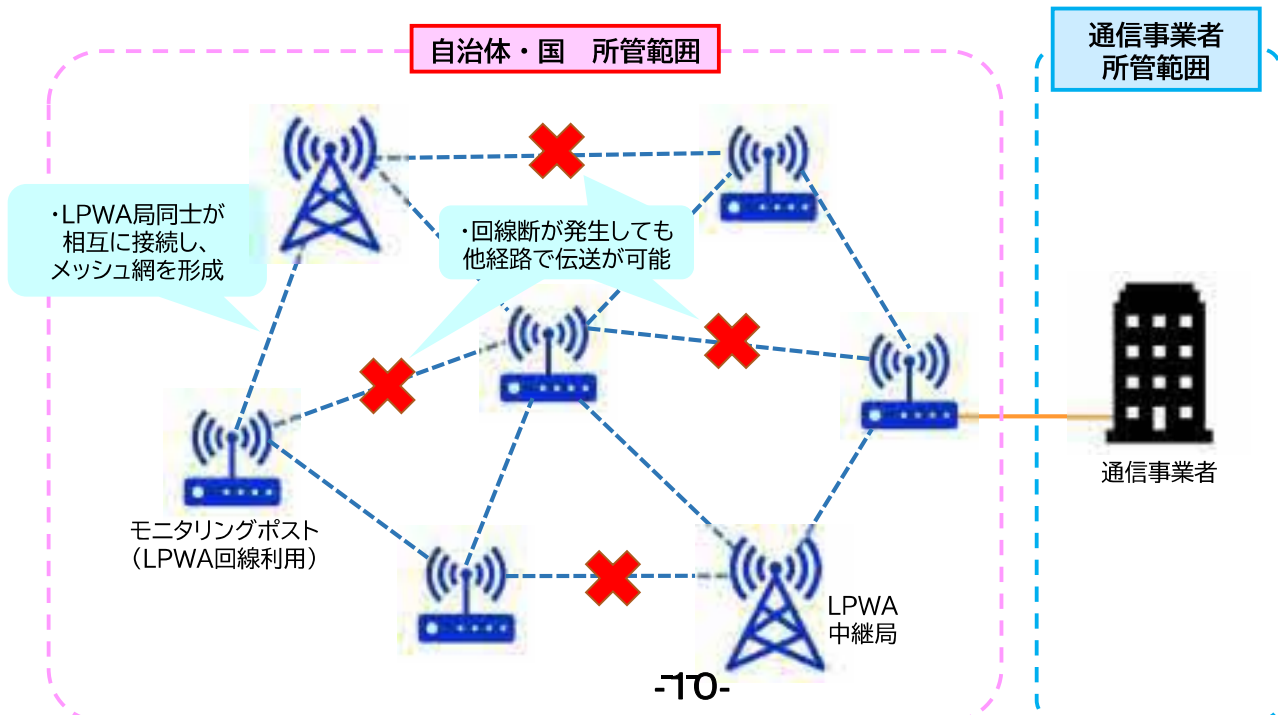 自治体・国　所管範囲
通信事業者
所管範囲
・LPWA局同士が
相互に接続し、
メッシュ網を形成
・回線断が発生しても
他経路で伝送が可能
通信事業者
モニタリングポスト
（LPWA回線利用）
LPWA
中継局
-10-